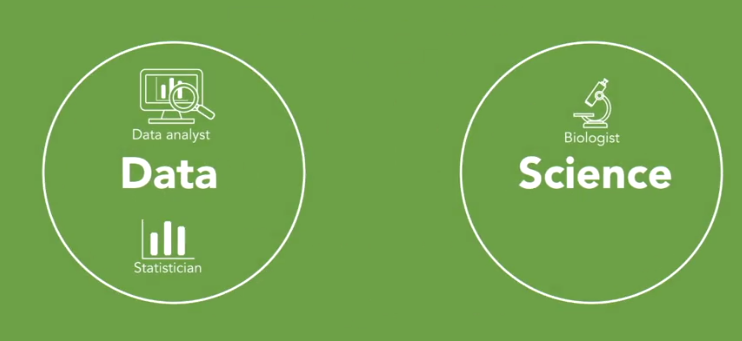 Data analyst
Data
Statistician
Biologist
Science